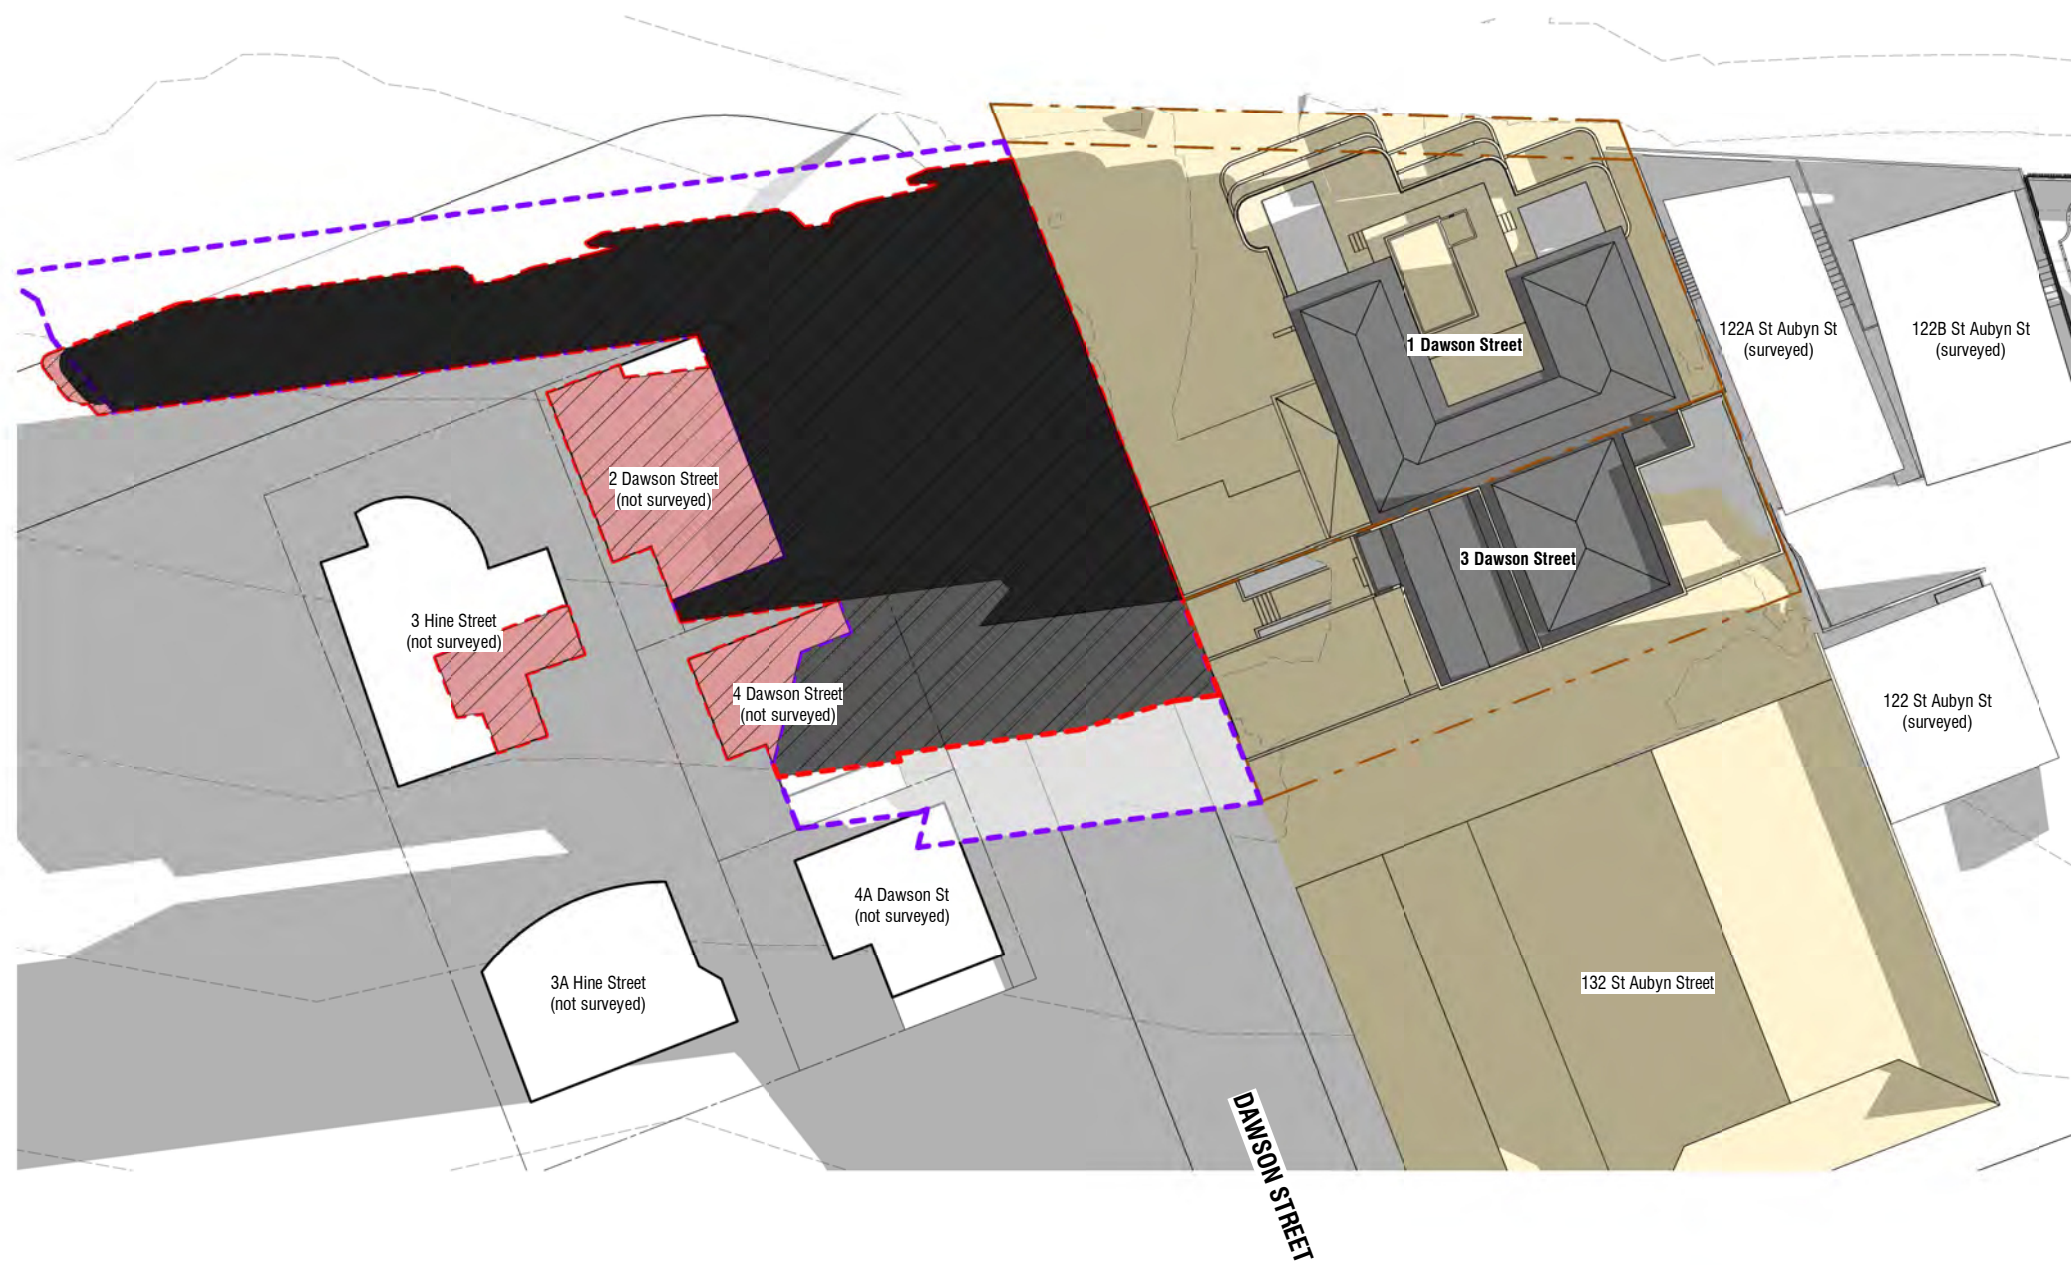 122A St Aubyn St
(surveyed)
122B St Aubyn St
(surveyed)
1 Dawson Street
2 Dawson Street
(not surveyed)
3 Dawson Street
3 Hine Street
(not surveyed)
4 Dawson Street
(not surveyed)
122 St Aubyn St
(surveyed)
4A Dawson St
(not surveyed)
3A Hine Street
(not surveyed)
132 St Aubyn Street
DAWSON STREET